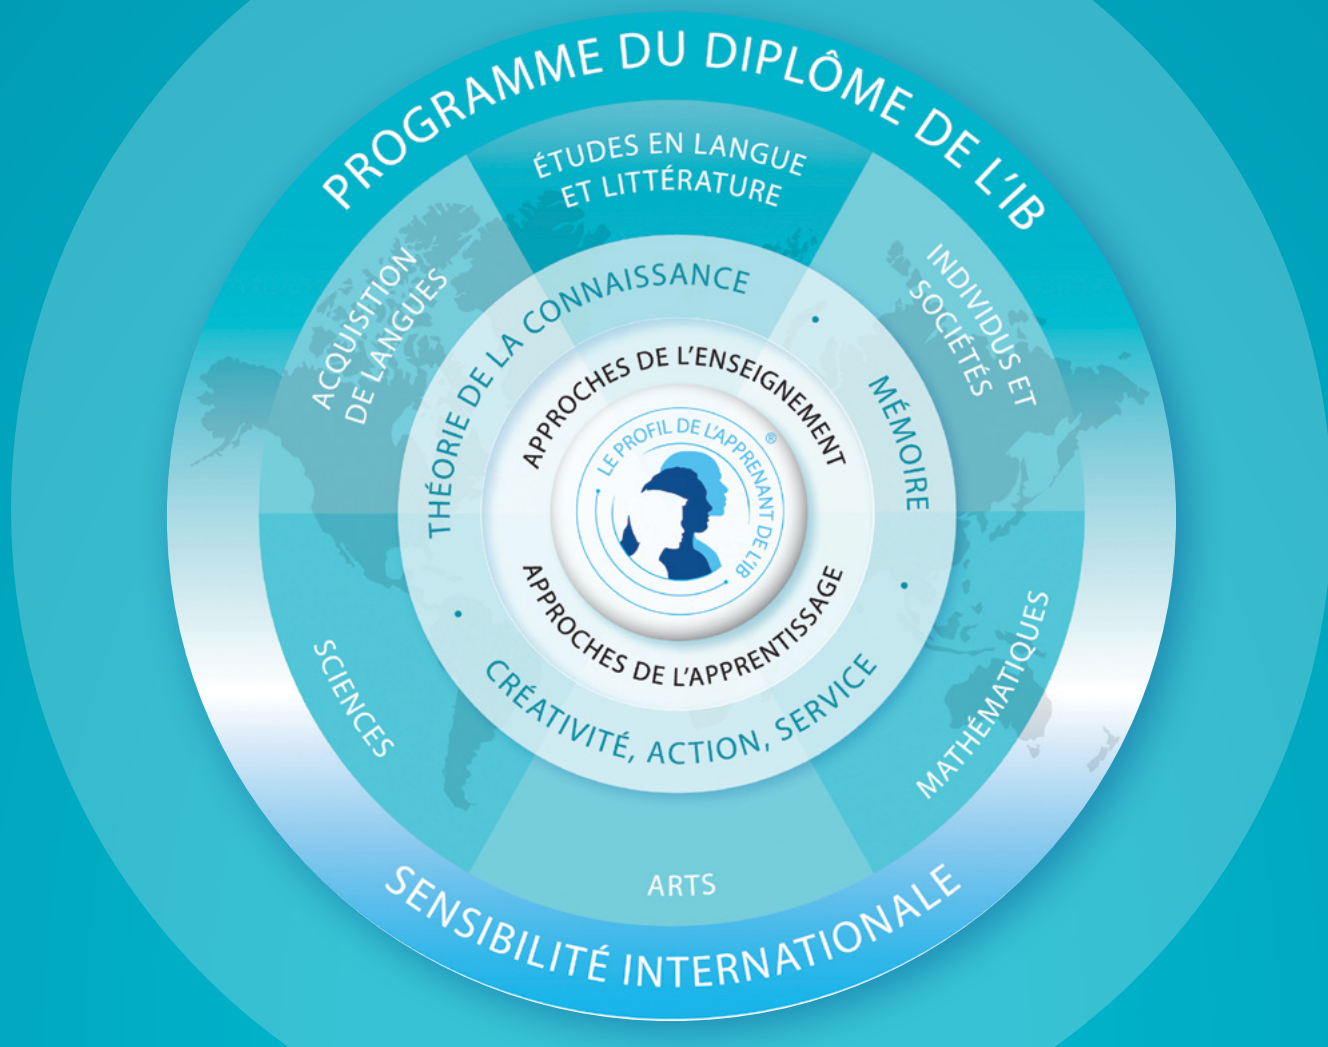 PROGRAMME DU DIPLÔME DE L'IB
ÉTUDES EN LANGUE
ET LITTÉRATURE
ACQUISITION
DE LANGUES
INDIVIDUS ET
SOCIÉTÉS
THÉORIE DE LA CONNAISSANCE
•
MÉMOIRE
•
APPROCHES DE L'ENSEIGNEMENT
LE PROFIL DE L'APPRENANT DE L'IB
®
APPROCHES DE L'APPRENTISSAGE
•
CRÉATIVITÉ, ACTION, SERVICE
SCIENCES
MATHÉMATIQUES
ARTS
SENSIBILITÉ INTERNATIONALE